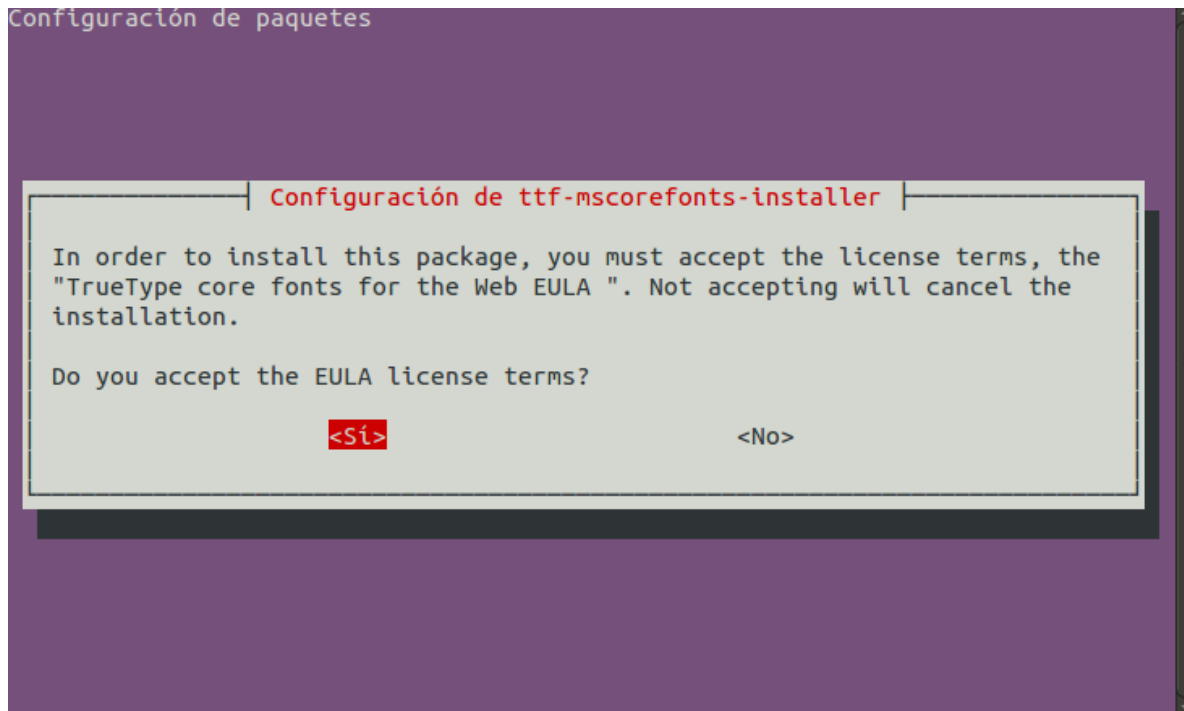 Configuración de paquetes
Configuración de ttf-mscorefonts-installer
In order to install this package, you must accept the license terms, the
"TrueType core fonts for the Web EULA ". Not accepting will cancel the
installation.
Do you accept the EULA license terms?
<Sí> <No>